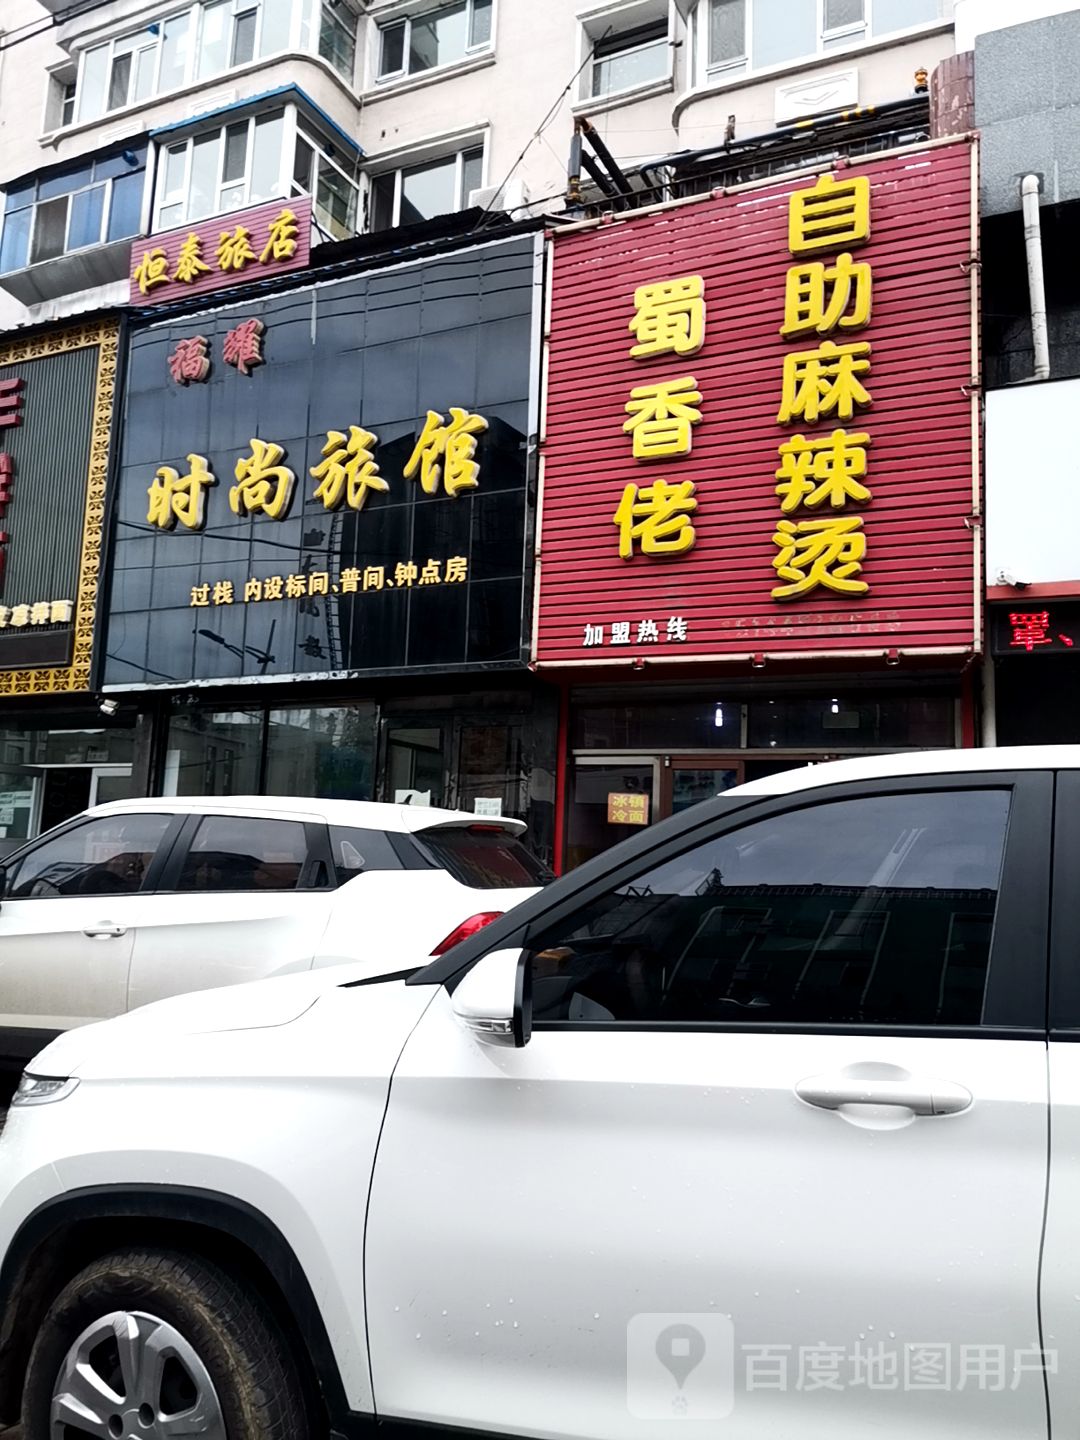 恒泰旅店
福耀
时尚旅馆
过栈 内设标间、普间、钟点房
自助麻辣烫
蜀香佬
加盟热线
冰镇
冷面
罩、
百度地图用户